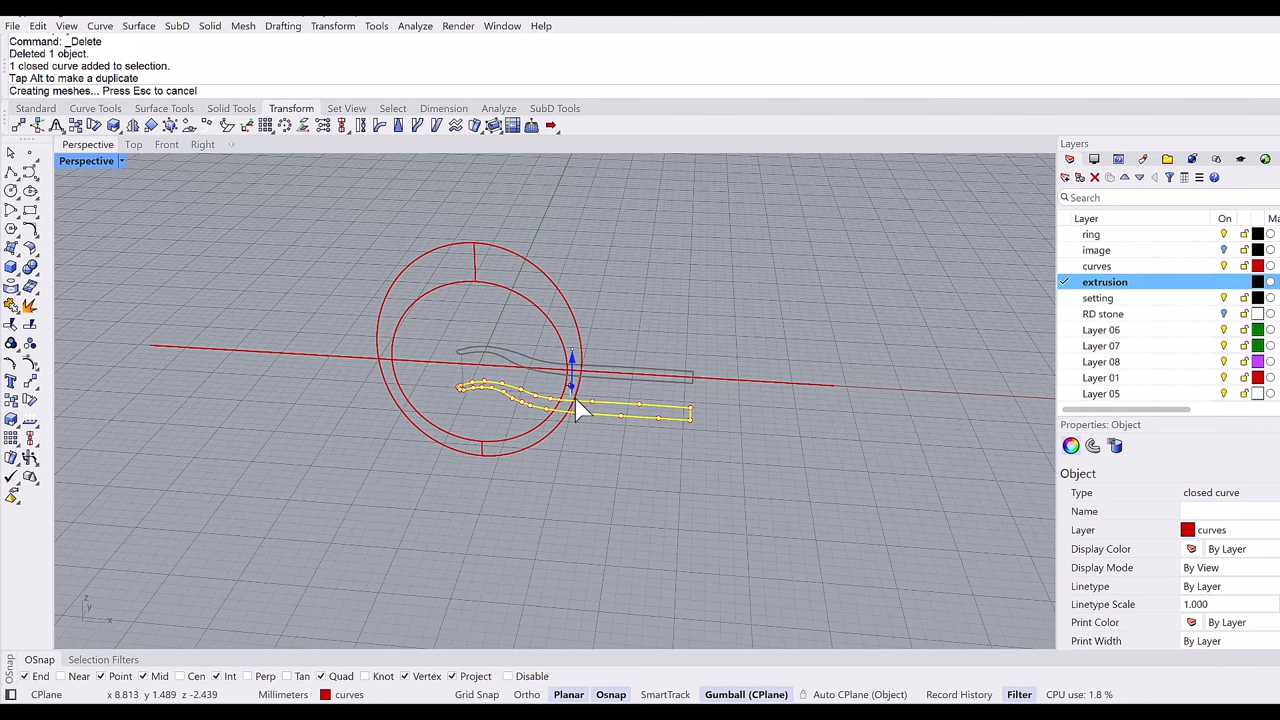 File Edit View Curve Surface SubD Solid Mesh Drafting Transform Tools Analyze Render Window Help
Command: _Delete
Deleted 1 object.
1 closed curve added to selection.
Tap Alt to make a duplicate
Creating meshes... Press Esc to cancel
Standard Curve Tools Surface Tools Solid Tools Transform Set View Select Dimension Analyze SubD Tools
Perspective Top Front Right
Perspective
Layers
Search
Layer On Ma
ring
image
curves
extrusion
setting
RD stone
Layer 06
Layer 07
Layer 08
Layer 01
Layer 05
Properties: Object
Object
Type closed curve
Name
Layer curves
Display Color By Layer
Display Mode By View
Linetype By Layer
Linetype Scale 1.000
Print Color By Layer
Print Width By Layer
z
y
x
OSnap OSnap Selection Filters
End Near Point Mid Cen Int Perp Tan Quad Knot Vertex Project Disable
CPlane x 8.813 y 1.489 z -2.439 Millimeters curves Grid Snap Ortho Planar Osnap SmartTrack Gumball (CPlane) Auto CPlane (Object) Record History Filter CPU use: 1.8 %